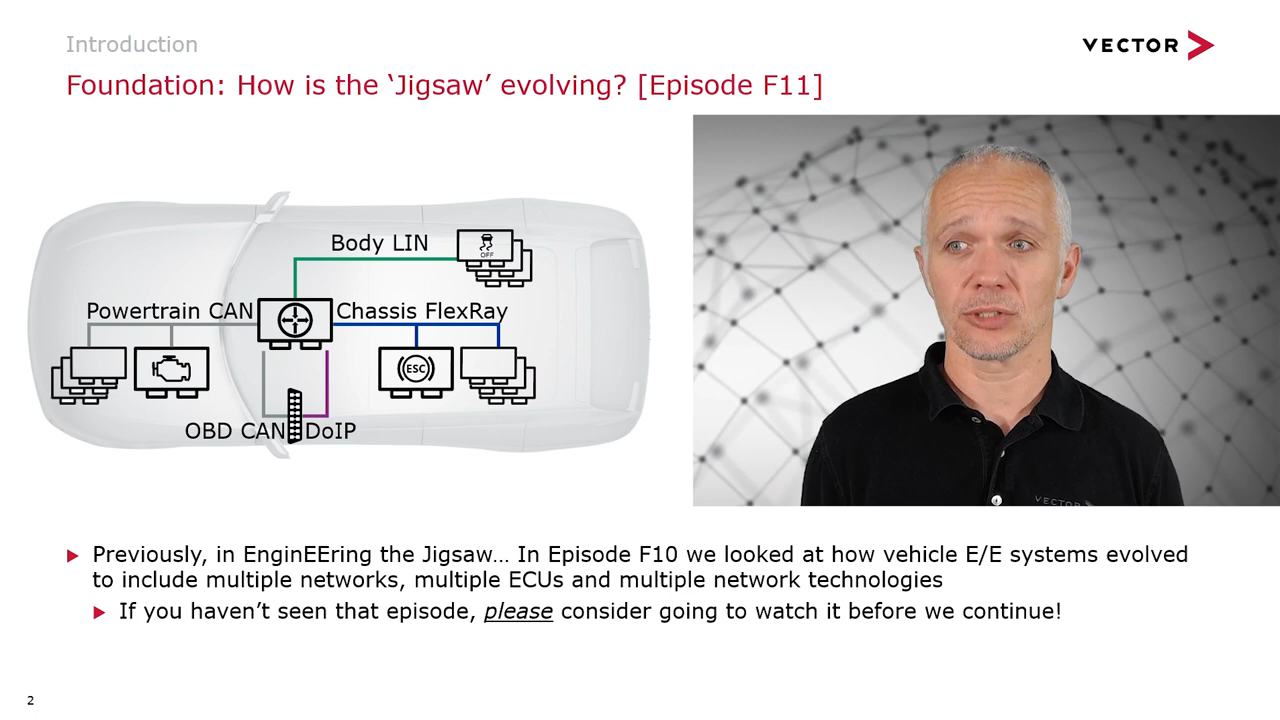 Introduction
VECTOR
Foundation: How is the ‘Jigsaw’ evolving? [Episode F11]
Body LIN
OFF
Powertrain CAN
Chassis FlexRay
ESC
OBD CAN
DoIP
VECTOR
Previously, in EnginEEring the Jigsaw... In Episode F10 we looked at how vehicle E/E systems evolved
to include multiple networks, multiple ECUs and multiple network technologies
If you haven’t seen that episode, please consider going to watch it before we continue!
2